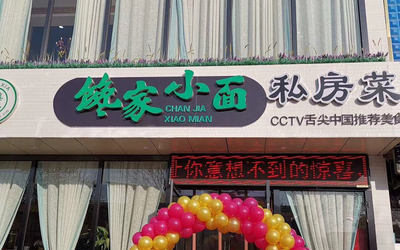 馋家小面
CHAN JIA
XIAO MIAN
私房菜
CCTV舌尖中国推荐美食
让你意想不到的惊喜